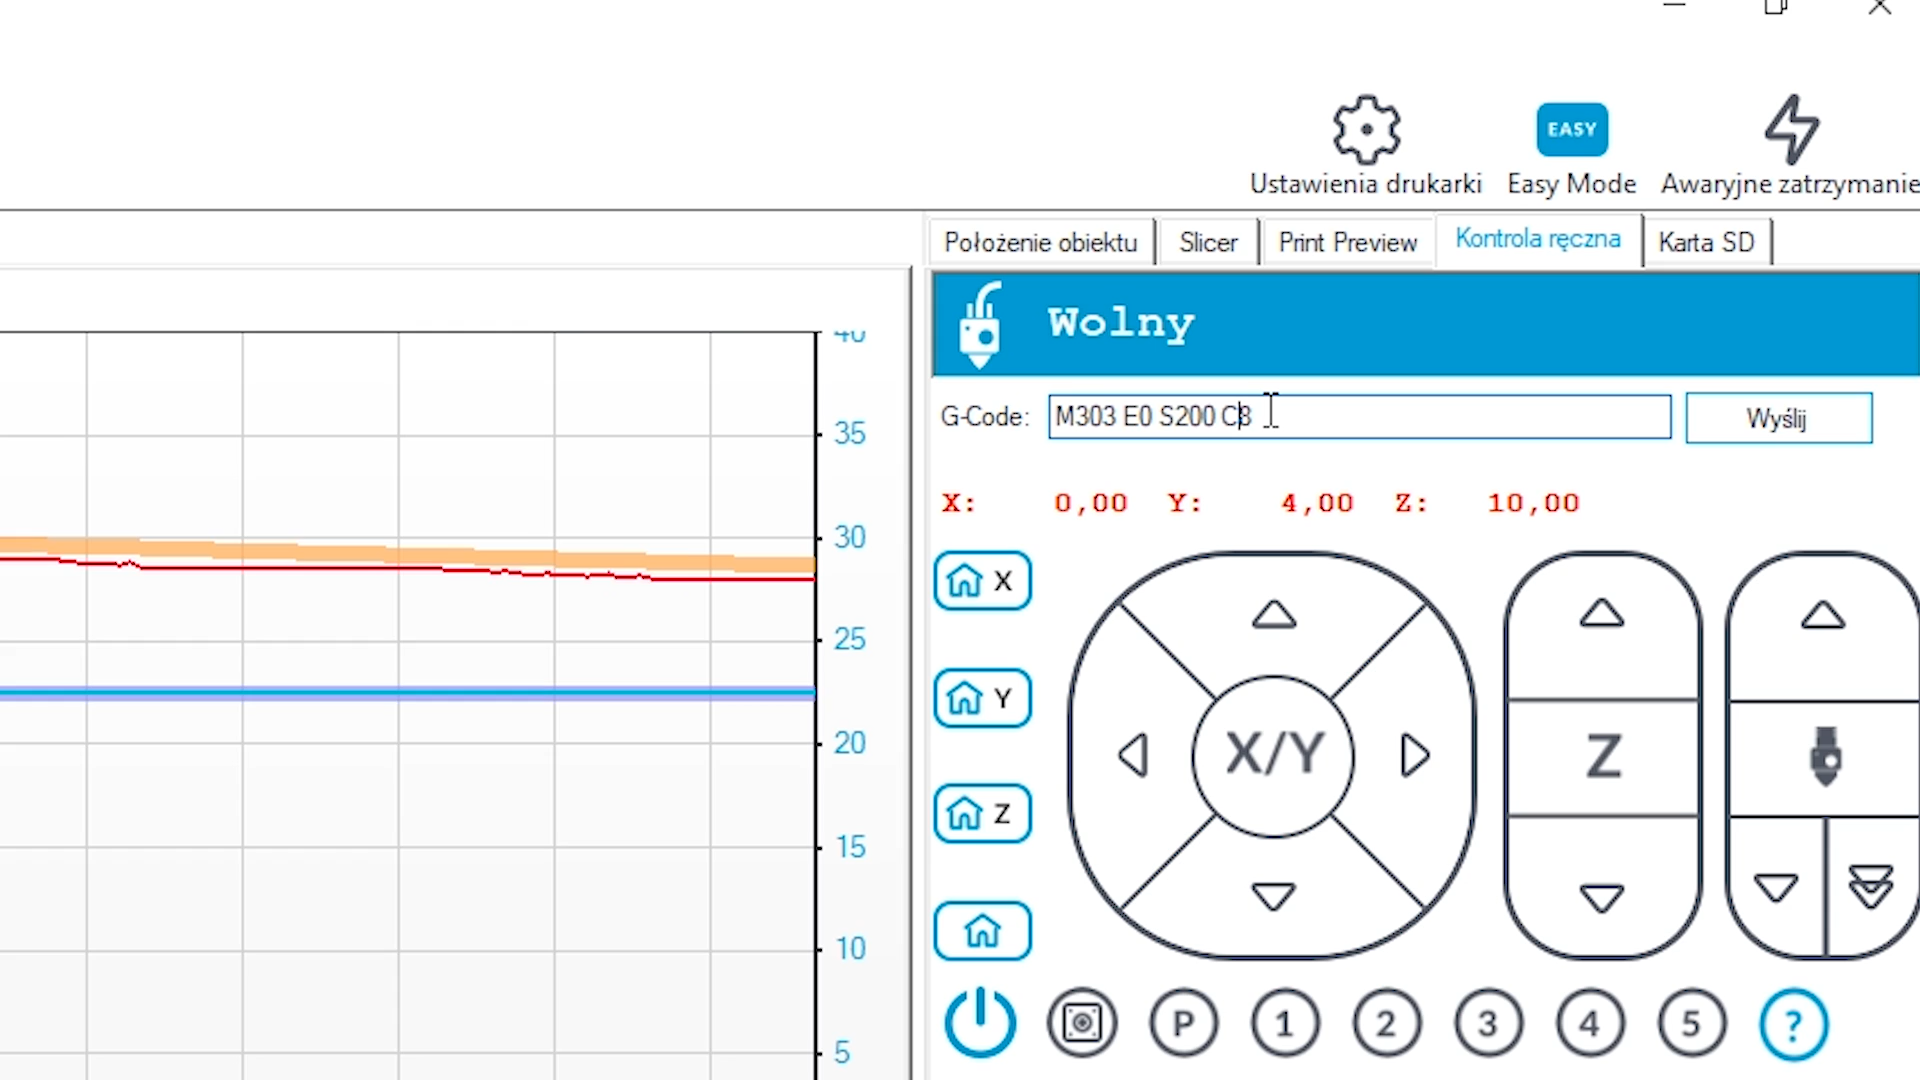 EASY
Ustawienia drukarki Easy Mode Awaryjne zatrzymanie
Położenie obiektu Slicer Print Preview Kontrola ręczna Karta SD
Wolny
G-Code: M303 E0 S200 C8 Wyślij
X: 0,00 Y: 4,00 Z: 10,00
40
35
30
25
20
15
10
5
X
Y
Z
X/Y
Z
P 1 2 3 4 5 ?